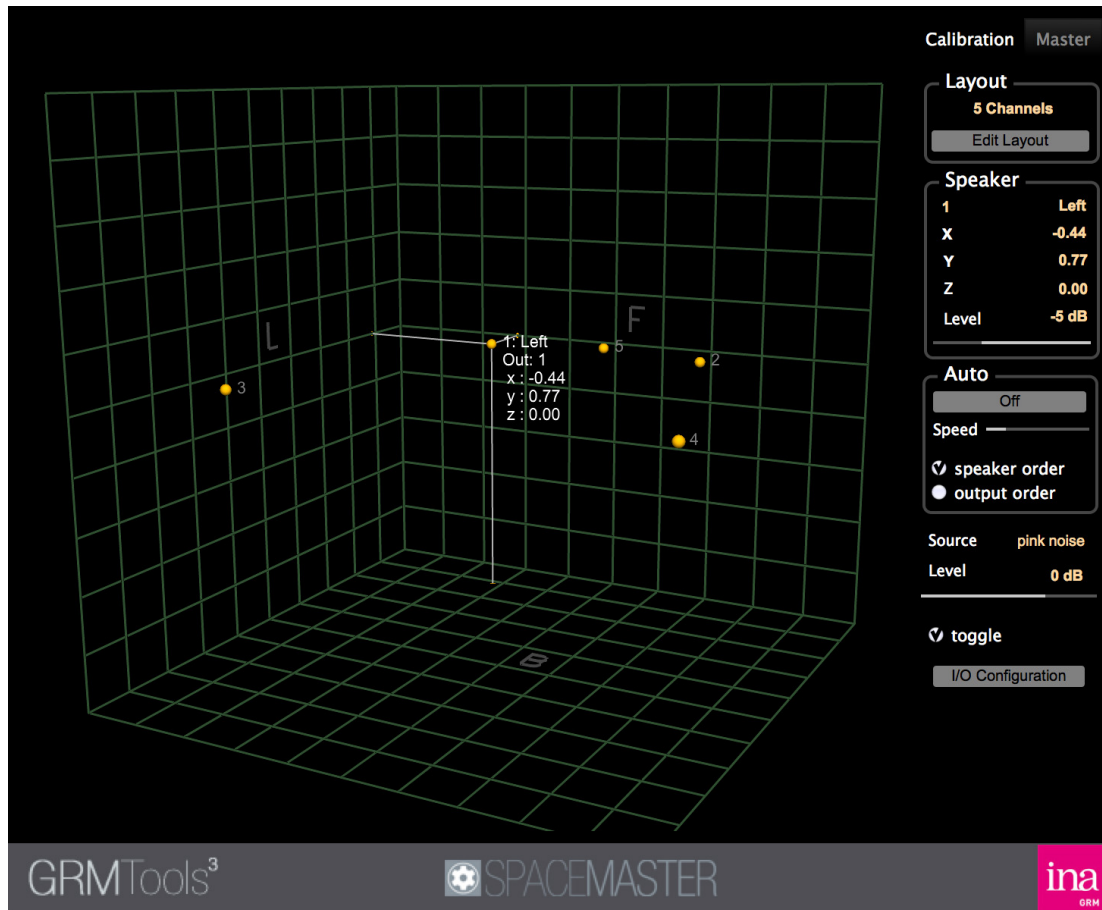 Calibration Master
Layout
5 Channels
Edit Layout
Speaker
1 Left
X -0.44
Y 0.77
Z 0.00
Level -5 dB
Auto
Off
Speed
speaker order
output order
Source pink noise
Level 0 dB
toggle
I/O Configuration
L
F
1: Left
Out: 1
x : -0.44
y : 0.77
z : 0.00
5
2
3
4
B
GRMTools3
SPACEMASTER
ina
GRM